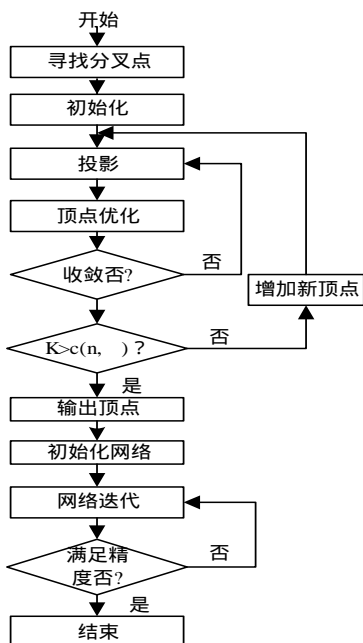 开始
寻找分叉点
初始化
投影
顶点优化
收敛否?
否
增加新顶点
K>c(n, )?
否
是
输出顶点
初始化网络
网络迭代
满足精
度否?
否
是
结束